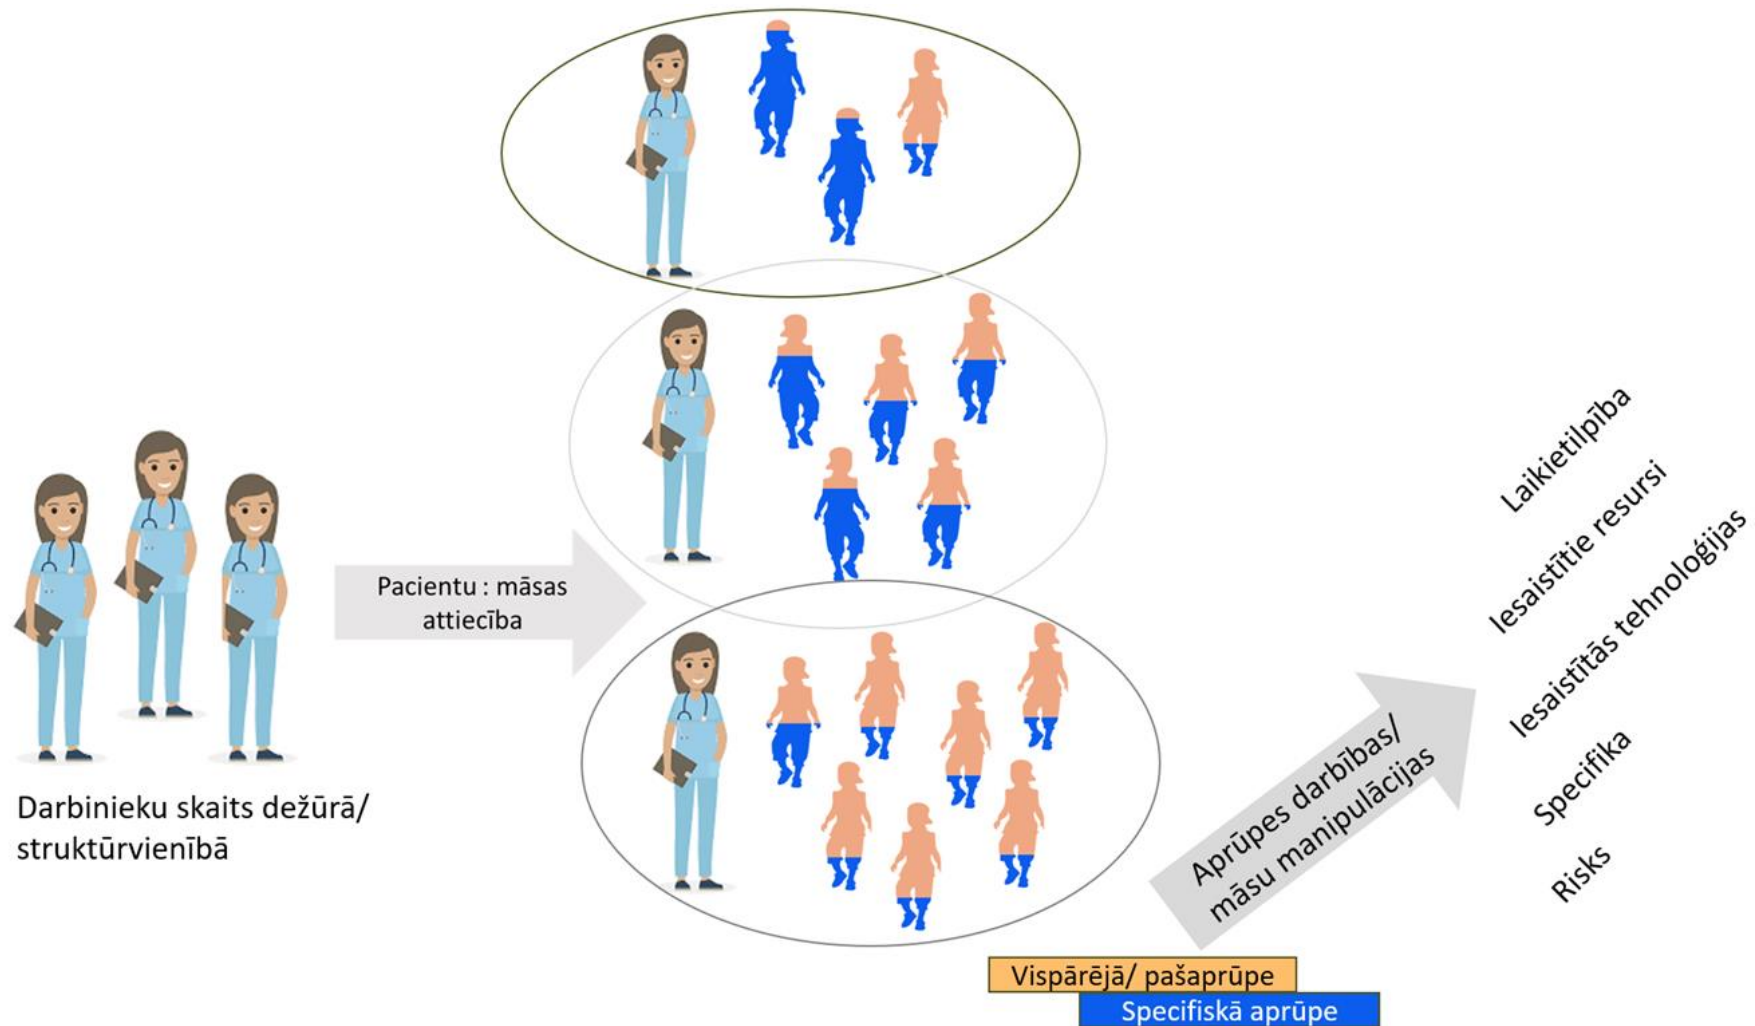 Darbinieku skaits dežūrā/
struktūrvienībā
Pacientu : māsas
attiecība
Aprūpes darbības/
māsu manipulācijas
Laikietilpība
Iesaistītie resursi
Iesaistītās tehnoloģijas
Specifika
Risks
Vispārējā/ pašaprūpe
Specifiskā aprūpe